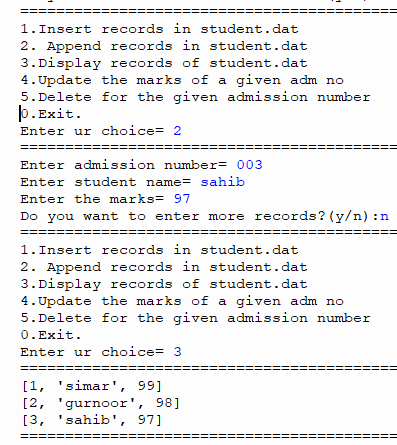 ==================================================
1.Insert records in student.dat
2. Append records in student.dat
3.Display records of student.dat
4.Update the marks of a given adm no
5.Delete for the given admission number
0.Exit.
Enter ur choice= 2
==================================================
Enter admission number= 003
Enter student name= sahib
Enter the marks= 97
Do you want to enter more records?(y/n):n
==================================================
1.Insert records in student.dat
2. Append records in student.dat
3.Display records of student.dat
4.Update the marks of a given adm no
5.Delete for the given admission number
0.Exit.
Enter ur choice= 3
==================================================
[1, 'simar', 99]
[2, 'gurnoor', 98]
[3, 'sahib', 97]
==================================================